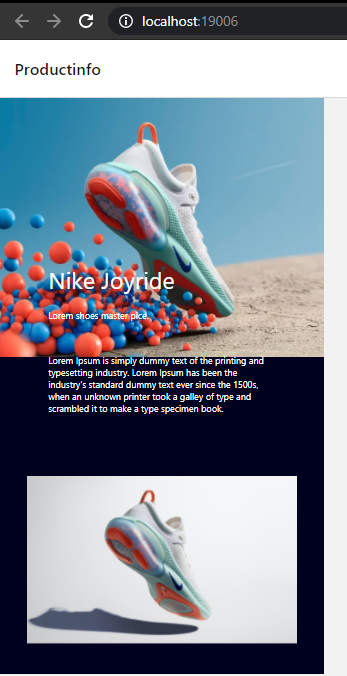 localhost:19006
Productinfo
Nike Joyride
Lorem shoes master pice.
Lorem Ipsum is simply dummy text of the printing and
typesetting industry. Lorem Ipsum has been the
industry's standard dummy text ever since the 1500s,
when an unknown printer took a galley of type and
scrambled it to make a type specimen book.